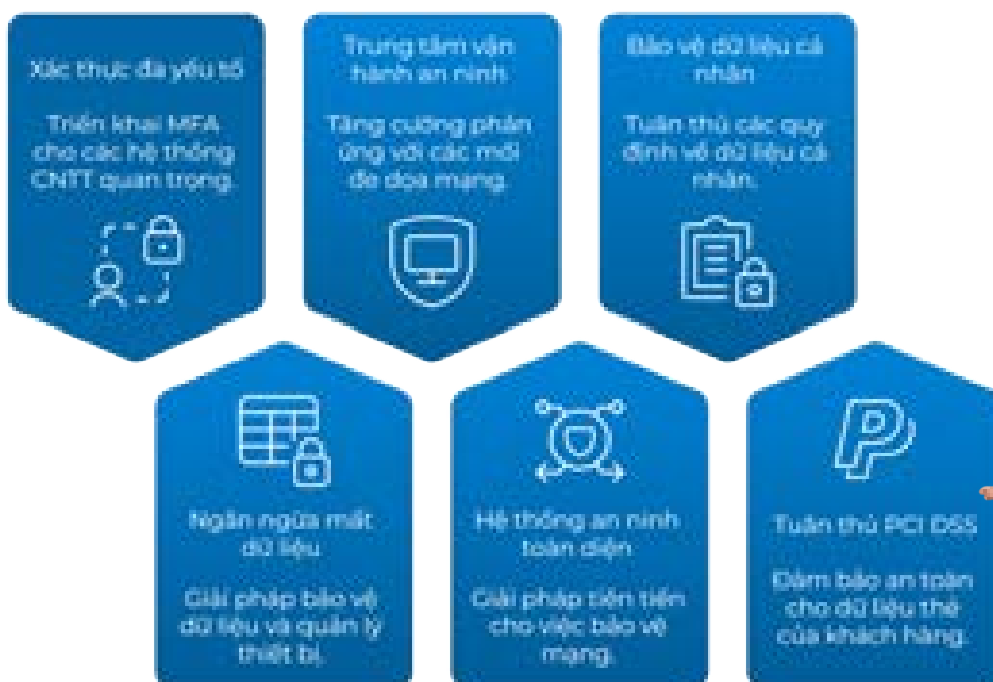 Xác thực đa yếu tố
Triển khai MFA
cho các hệ thống
CNTT quan trọng.
Trung tâm vận
hành an ninh
Tăng cường phản
ứng với các mối
đe dọa mạng.
Bảo vệ dữ liệu cá
nhân
Tuân thủ các quy
định về dữ liệu cá
nhân.
Ngăn ngừa mất
dữ liệu
Giải pháp bảo vệ
dữ liệu và quản lý
thiết bị.
Hệ thống an ninh
toàn diện
Giải pháp tiên tiến
cho việc bảo vệ
mạng.
Tuân thủ PCI DSS
Đảm bảo an toàn
cho dữ liệu thẻ
của khách hàng.